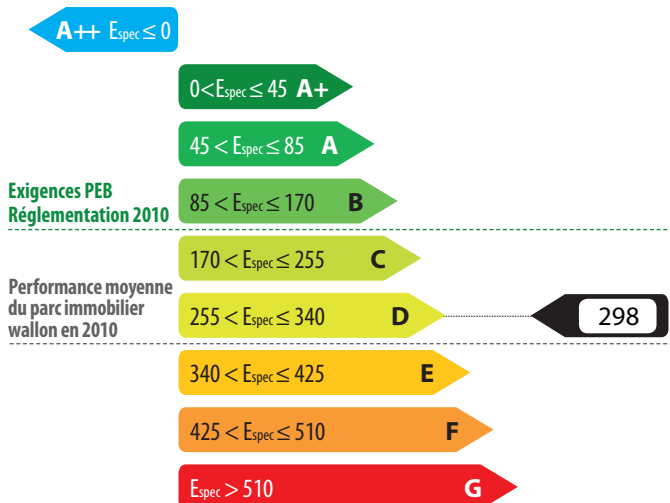 A++ Espec ≤ 0
0 < Espec ≤ 45 A+
45 < Espec ≤ 85 A
Exigences PEB
Réglementation 2010
85 < Espec ≤ 170 B
170 < Espec ≤ 255 C
Performance moyenne
du parc immobilier
wallon en 2010
255 < Espec ≤ 340 D
298
340 < Espec ≤ 425 E
425 < Espec ≤ 510 F
Espec > 510 G